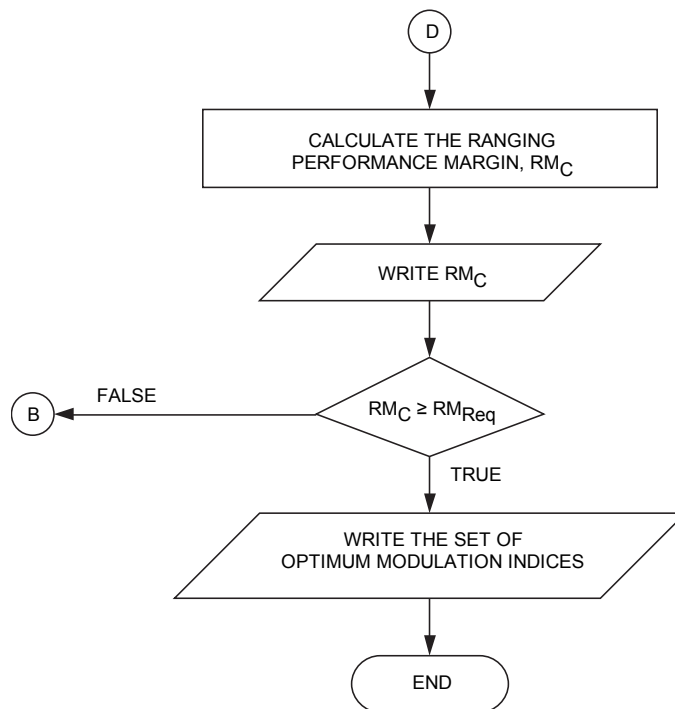 D
CALCULATE THE RANGING
PERFORMANCE MARGIN, RMC
WRITE RMC
FALSE
B
RMC ≥ RMReq
TRUE
WRITE THE SET OF
OPTIMUM MODULATION INDICES
END